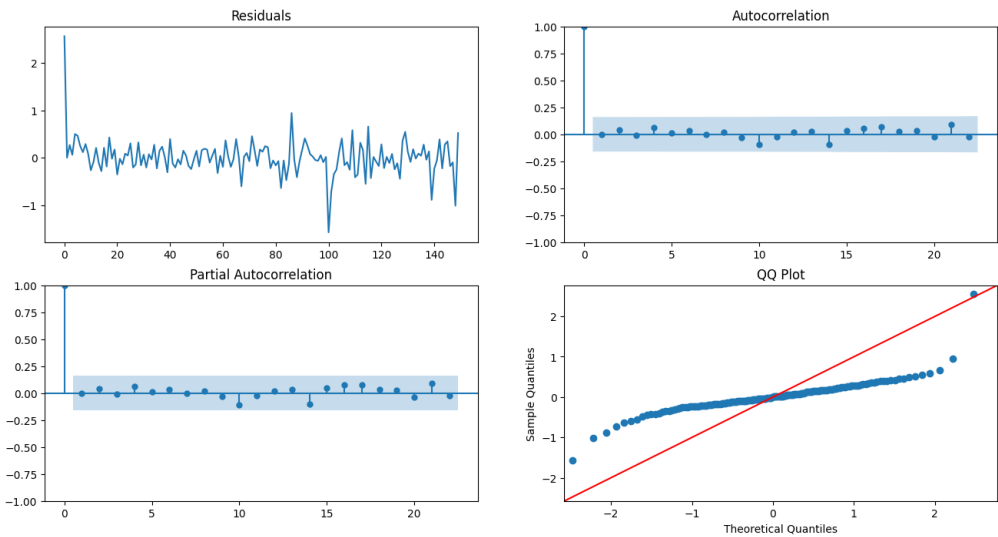 Residuals
2
1
0
−1
0 20 40 60 80 100 120 140
Autocorrelation
1.00
0.75
0.50
0.25
0.00
−0.25
−0.50
−0.75
−1.00
0 5 10 15 20
Partial Autocorrelation
1.00
0.75
0.50
0.25
0.00
−0.25
−0.50
−0.75
−1.00
0 5 10 15 20
QQ Plot
Sample Quantiles
2
1
0
−1
−2
−2 −1 0 1 2
Theoretical Quantiles